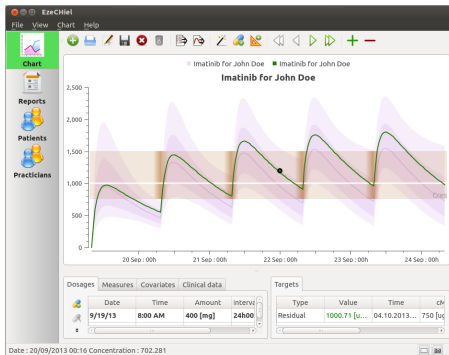 EzeCHiel
File View Chart Help
Chart
Reports
Patients
Practicians
Imatinib for John Doe Imatinib for John Doe
Imatinib for John Doe
2,500
2,000
1,500
1,000
500
0
20 Sep : 00h 21 Sep : 00h 22 Sep : 00h 23 Sep : 00h 24 Sep : 00h
Dosages Measures Covariates Clinical data
Date Time Amount Interva
9/19/13 8:00 AM 400 [mg] 24h00
Targets
Type Value Time cM
Residual 1000.71 [u... 04.10.2013... 750 [ug
Date : 20/09/2013 00:16 Concentration : 702.281